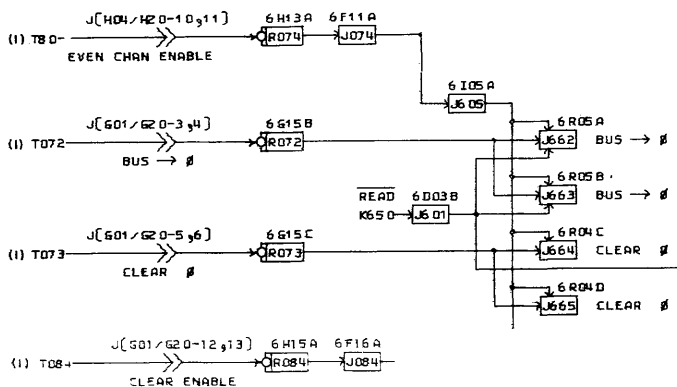 J[H04/H20-10,11) 6H13A 6F11A
(1) T80- R074 J074
EVEN CHAN ENABLE
6I05A
J605
J[G01/G20-3,4) 6G15B 6R05A
(1) T072 R072 J662 BUS → Ø
BUS → Ø
6R05B
READ 6D03B J663 BUS → Ø
K650 J601
J[G01/G20-5,6) 6G15C 6R04C
(1) T073 R073 J664 CLEAR Ø
CLEAR Ø
6R04D
J665 CLEAR Ø
J[G01/G20-12,13) 6H15A 6F16A
(1) R084 J084
CLEAR ENABLE